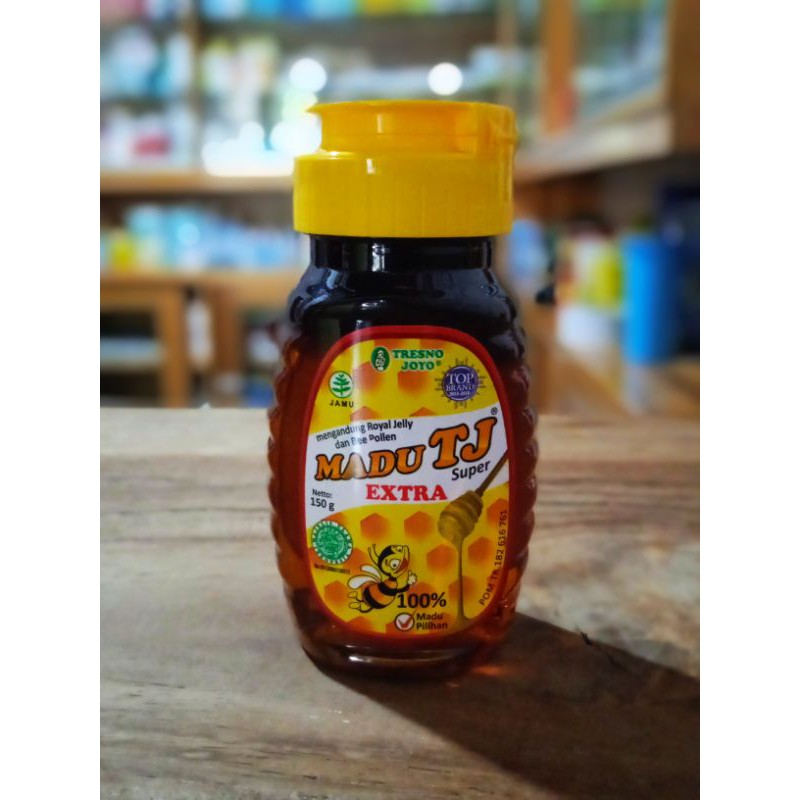 TRESNO
JOYO®
TOP
BRAND
JAMU
mengandung Royal Jelly
dan Bee Pollen
MADU TJ®
Super
EXTRA
Netto:
150 g
POM TR.182 616 761
100%
Madu
Pilihan